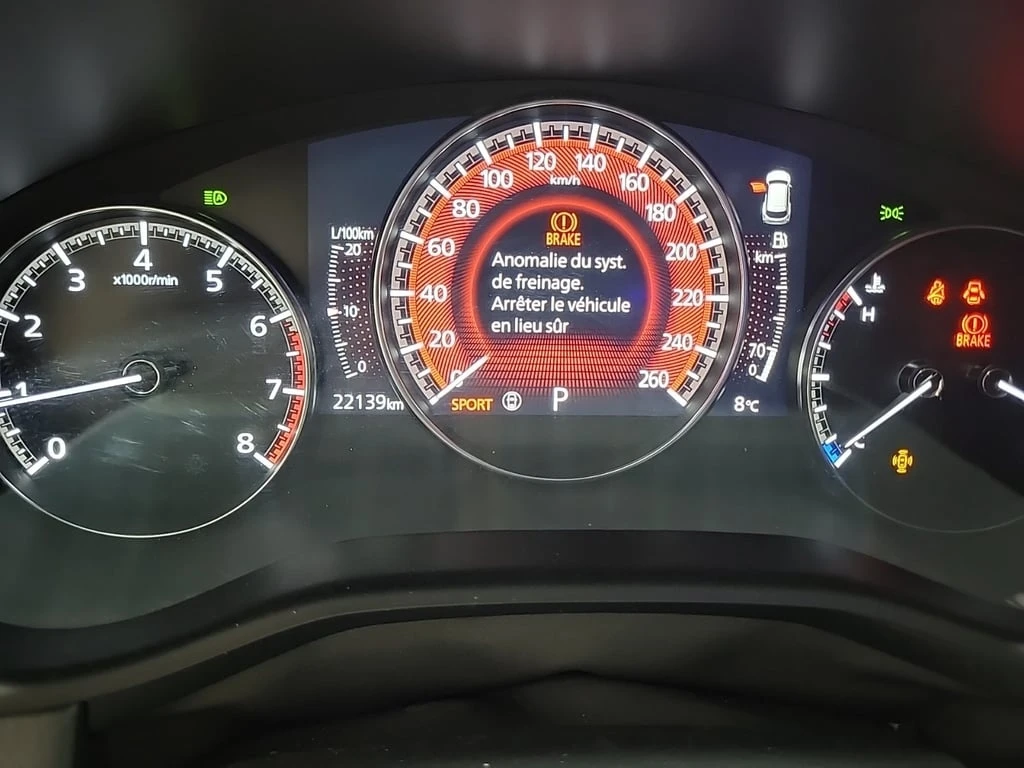 A
4
3
5
x1000r/min
2
6
1
7
0
8
L/100km
20
10
0
22139km
120
140
km/h
100
160
80
180
60
200
40
220
20
240
0
260
BRAKE
Anomalie du syst.
de freinage.
Arrêter le véhicule
en lieu sûr
SPORT
P
km
70
0
8°C
H
C
BRAKE